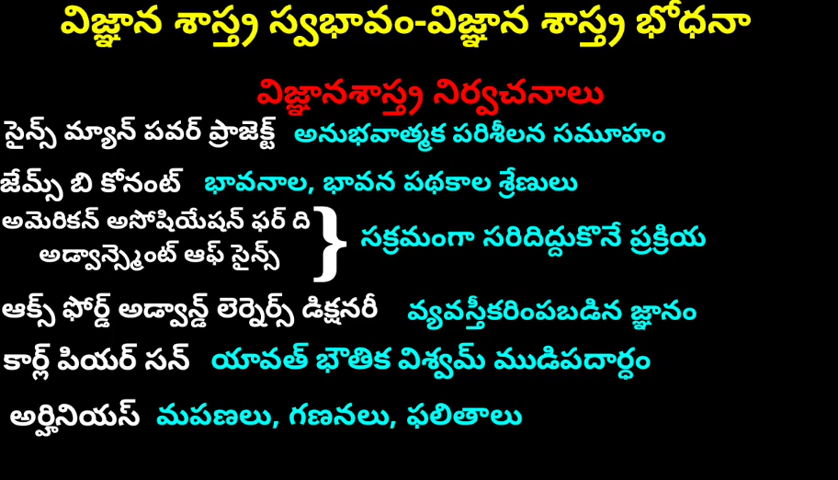 విజ్ఞాన శాస్త్ర స్వభావం-విజ్ఞాన శాస్త్ర భోధనా
విజ్ఞానశాస్త్ర నిర్వచనాలు
సైన్స్ మ్యాన్ పవర్ ప్రాజెక్ట్ అనుభవాత్మక పరిశీలన సమూహం
జేమ్స్ బి కోనంట్ భావనాల, భావన పథకాల శ్రేణులు
అమెరికన్ అసోషియేషన్ ఫర్ ది
అడ్వాన్స్మెంట్ ఆఫ్ సైన్స్ } సక్రమంగా సరిదిద్దుకొనే ప్రక్రియ
ఆక్స్ ఫోర్డ్ అడ్వాన్డ్ లెర్నెర్స్ డిక్షనరీ వ్యవస్తీకరింపబడిన జ్ఞానం
కార్ల్ పియర్ సన్ యావత్ భౌతిక విశ్వమ్ ముడిపదార్ధం
అర్హినియస్ మపణలు, గణనలు, ఫలితాలు